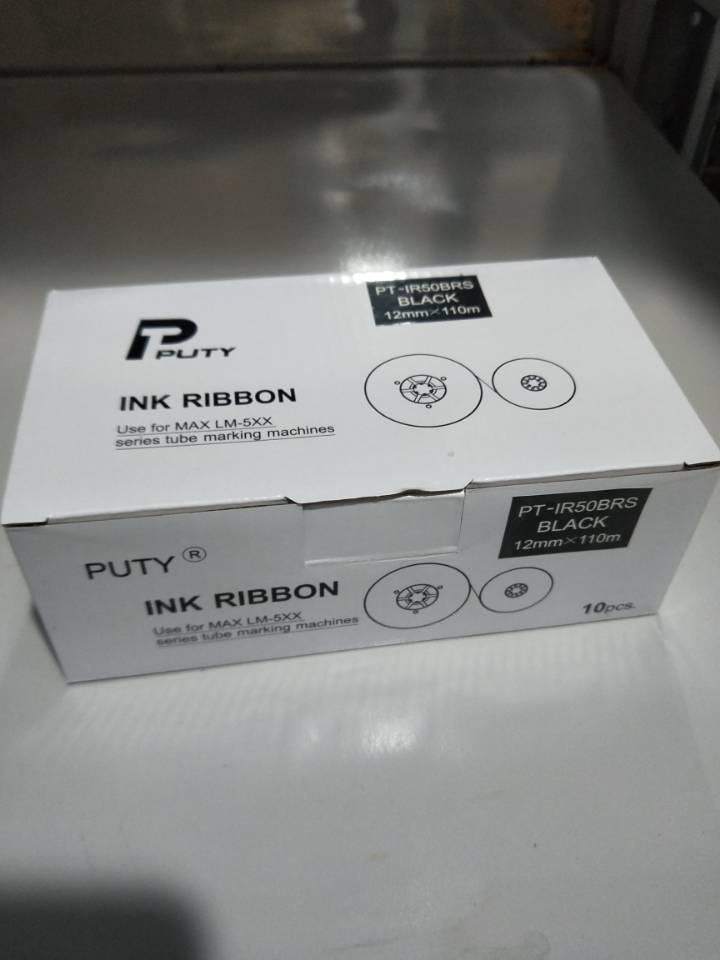 PUTY
PT-IR50BRS
BLACK
12mm×110m
INK RIBBON
Use for MAX LM-5XX
series tube marking machines
PUTY®
PT-IR50BRS
BLACK
12mm×110m
INK RIBBON
Use for MAX LM-5XX
series tube marking machines
10pcs.